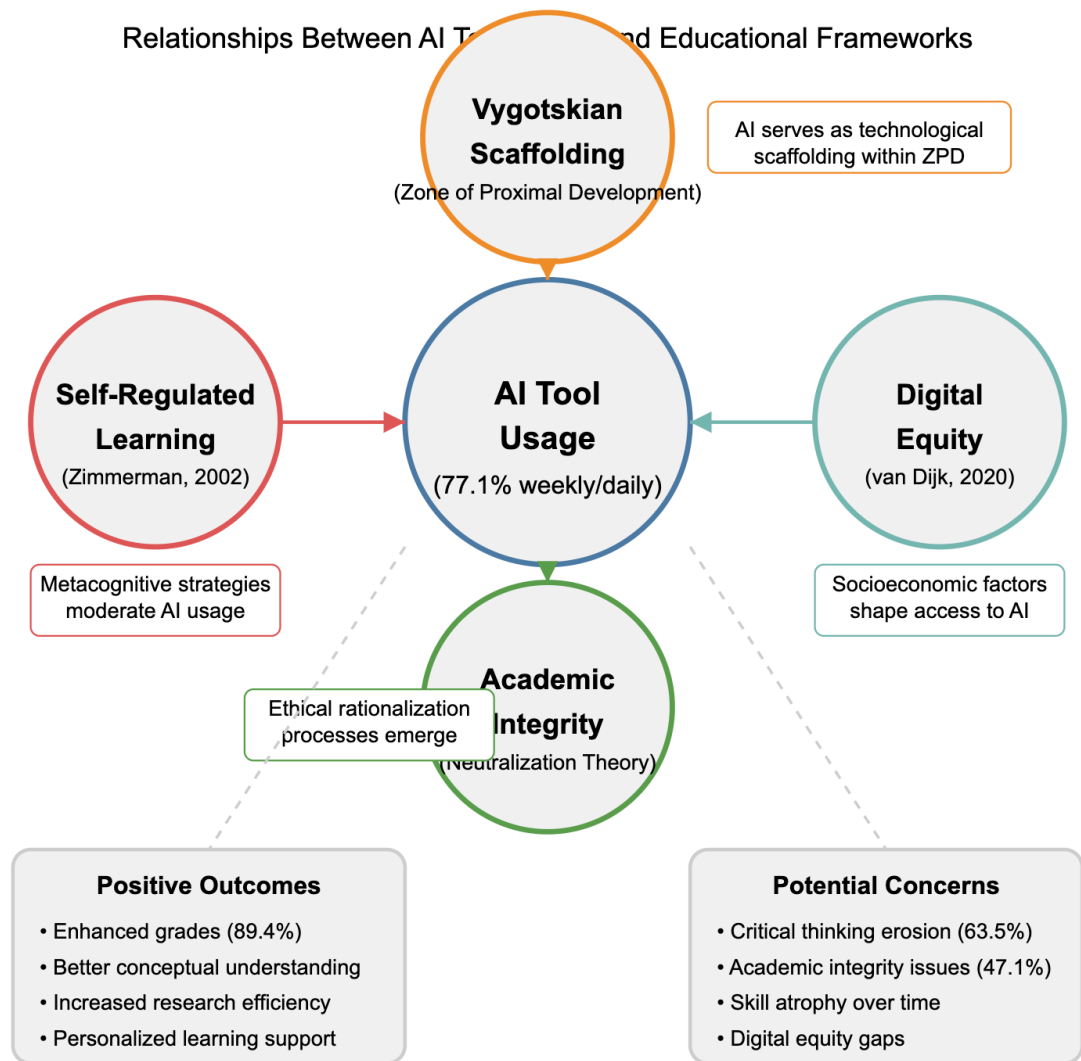 Relationships Between AI T nd Educational Frameworks
Vygotskian
Scaffolding
(Zone of Proximal Development)
AI serves as technological
scaffolding within ZPD
Self-Regulated
Learning
(Zimmerman, 2002)
AI Tool
Usage
(77.1% weekly/daily)
Digital
Equity
(van Dijk, 2020)
Metacognitive strategies
moderate AI usage
Socioeconomic factors
shape access to AI
Academic
Integrity
(Neutralization Theory)
Ethical rationalization
processes emerge
Positive Outcomes
• Enhanced grades (89.4%)
• Better conceptual understanding
• Increased research efficiency
• Personalized learning support
Potential Concerns
• Critical thinking erosion (63.5%)
• Academic integrity issues (47.1%)
• Skill atrophy over time
• Digital equity gaps